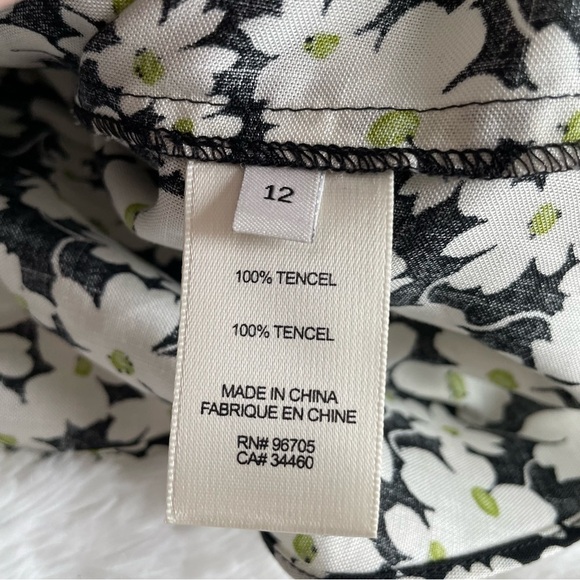 12
100% TENCEL
100% TENCEL
MADE IN CHINA
FABRIQUE EN CHINE
RN# 96705
CA# 34460